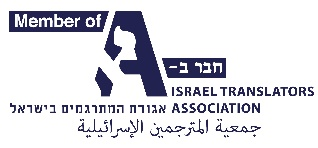 Member of
חבר ב-
ISRAEL TRANSLATORS
אגודת המתרגמים בישראל ASSOCIATION
جمعية المترجمين الإسرائيلية